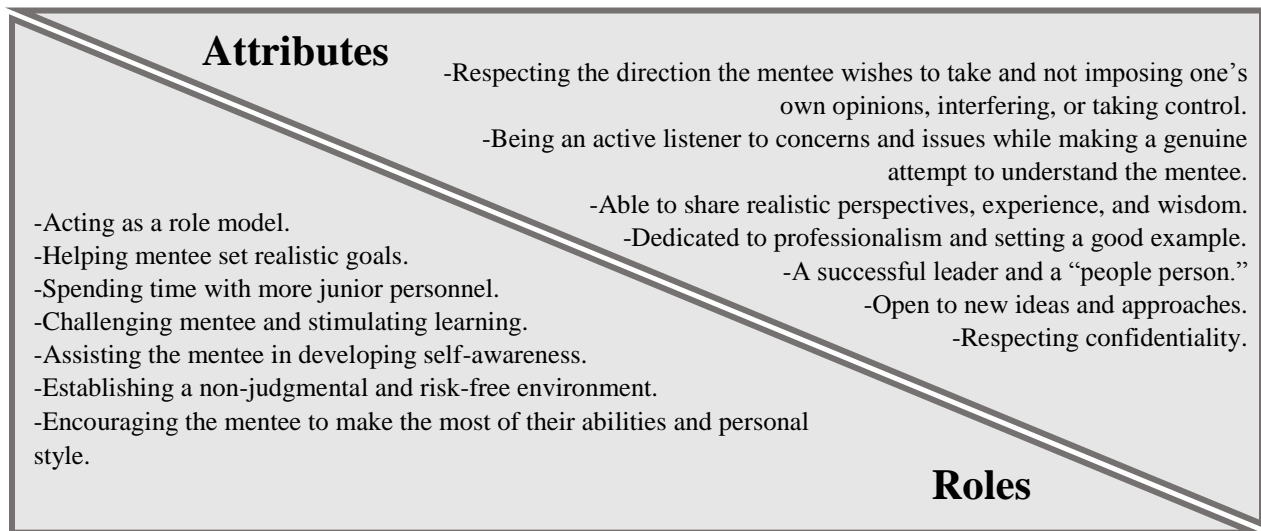 Attributes
-Respecting the direction the mentee wishes to take and not imposing one’s
own opinions, interfering, or taking control.
-Being an active listener to concerns and issues while making a genuine
attempt to understand the mentee.
-Able to share realistic perspectives, experience, and wisdom.
-Dedicated to professionalism and setting a good example.
-A successful leader and a “people person.”
-Open to new ideas and approaches.
-Respecting confidentiality.
-Acting as a role model.
-Helping mentee set realistic goals.
-Spending time with more junior personnel.
-Challenging mentee and stimulating learning.
-Assisting the mentee in developing self-awareness.
-Establishing a non-judgmental and risk-free environment.
-Encouraging the mentee to make the most of their abilities and personal
style.
Roles